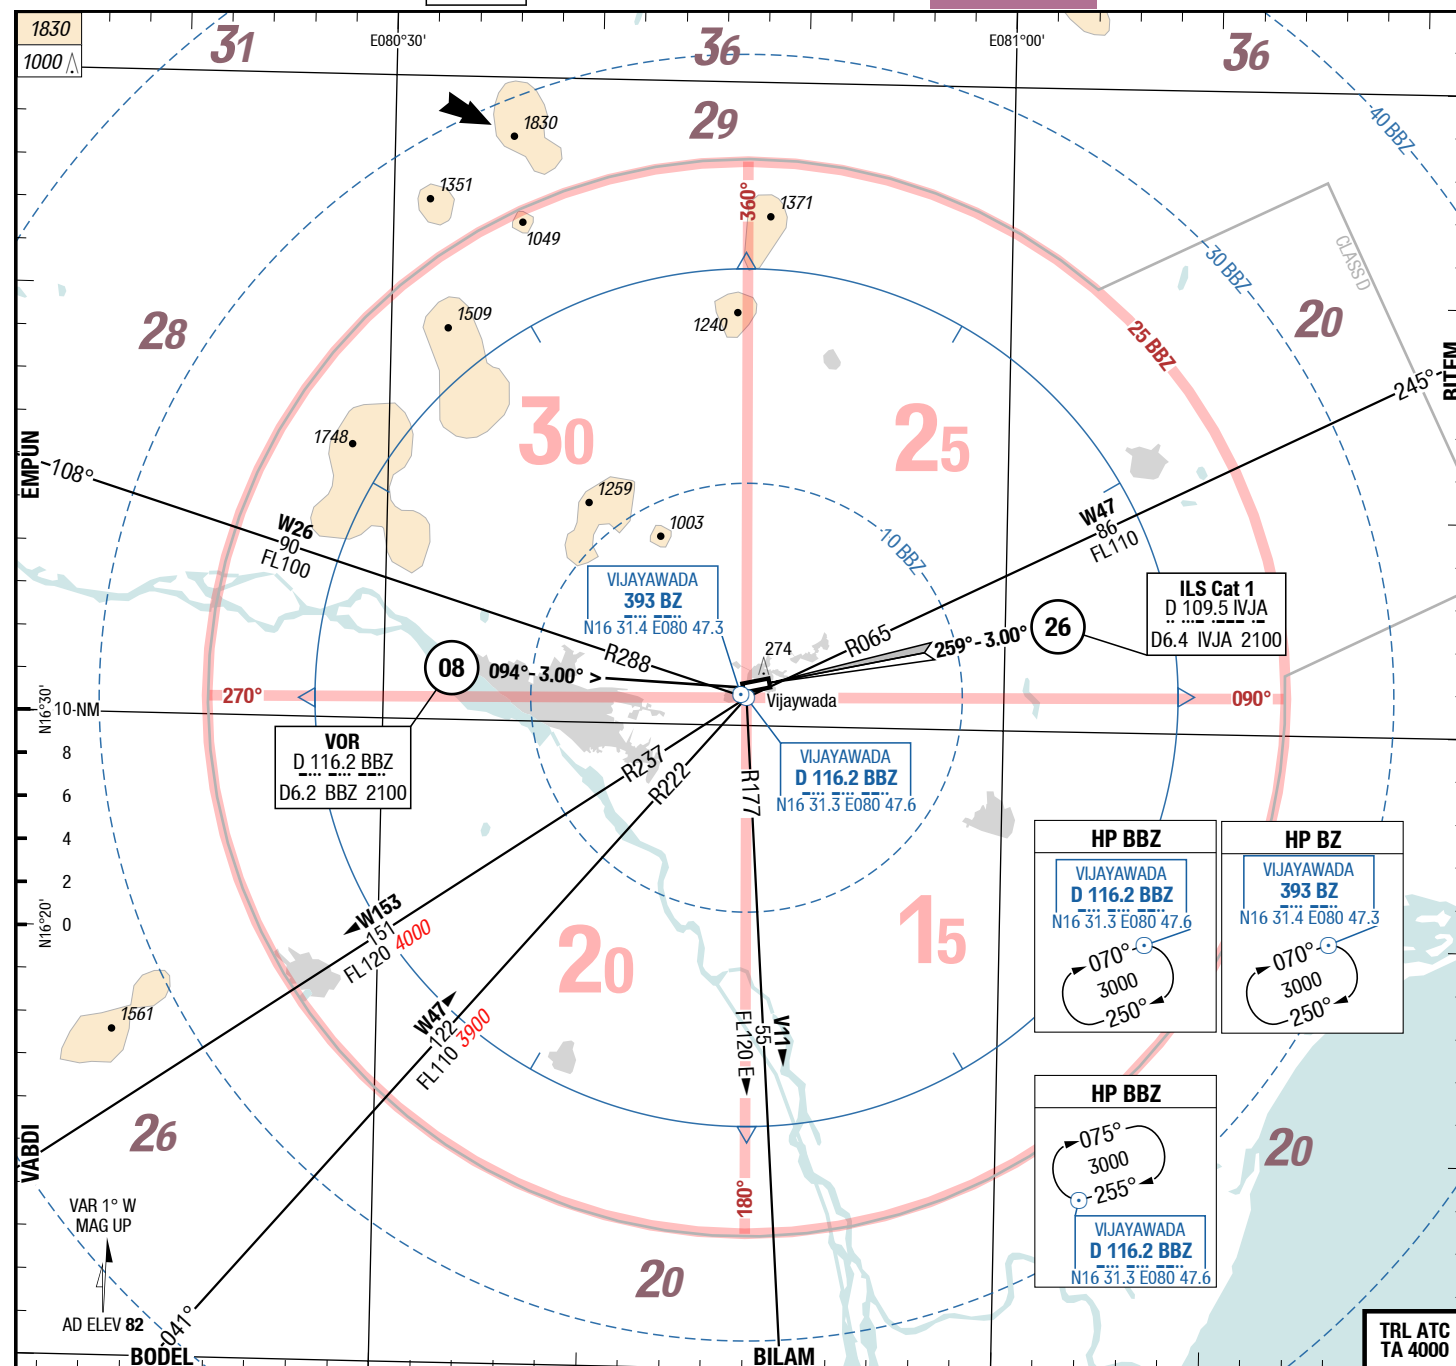 1830
1000
31
E080°30'
36
E081°00'
36
29
1830
40 BBZ
1351
1049
360°
1371
30 BBZ
CLASS D
28
1509
1240
25 BBZ
20
RITEM
245°
30
25
1748
EMPUN
108°
1259
1003
10 BBZ
W26
90
FL100
W47
86
FL110
VIJAYAWADA
393 BZ
N16 31.4 E080 47.3
ILS Cat 1
D 109.5 IVJA
D6.4 IVJA 2100
08
094° - 3.00° >
R288
274
R065
259° - 3.00°
26
270°
Vijaywada
090°
N16°30'
10-NM
8
6
4
2
0
N16°20'
VOR
D 116.2 BBZ
D6.2 BBZ 2100
R237
R222
R177
VIJAYAWADA
D 116.2 BBZ
N16 31.3 E080 47.6
HP BBZ
VIJAYAWADA
D 116.2 BBZ
N16 31.3 E080 47.6
070°
3000
250°
HP BZ
VIJAYAWADA
393 BZ
N16 31.4 E080 47.3
070°
3000
250°
W153
151
FL120 4000
20
15
1561
W47
122
FL110 3900
V11
55
FL120 E
HP BBZ
075°
3000
255°
VIJAYAWADA
D 116.2 BBZ
N16 31.3 E080 47.6
26
VABDI
180°
20
VAR 1° W
MAG UP
AD ELEV 82
20
041°
BODEL
BILAM
TRL ATC
TA 4000